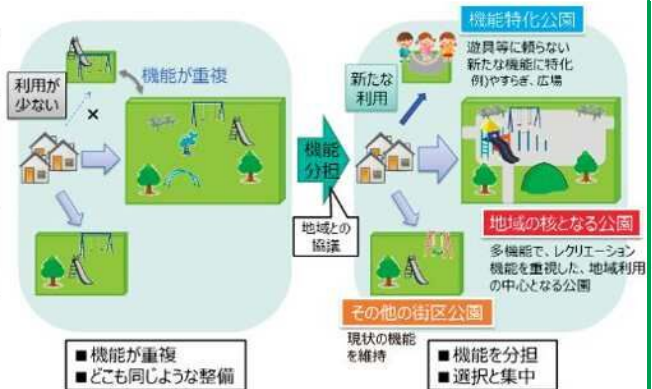 利用が
少ない
機能が重複
×
■機能が重複
■どこも同じような整備
機能
分担
地域との
協議
機能特化公園
遊具等に頼らない
新たな機能に特化
例)やすらぎ、広場
新たな
利用
地域の核となる公園
多機能で、レクリエーション
機能を重視した、地域利用
の中心となる公園
その他の街区公園
現状の機能
を維持
■機能を分担
■選択と集中